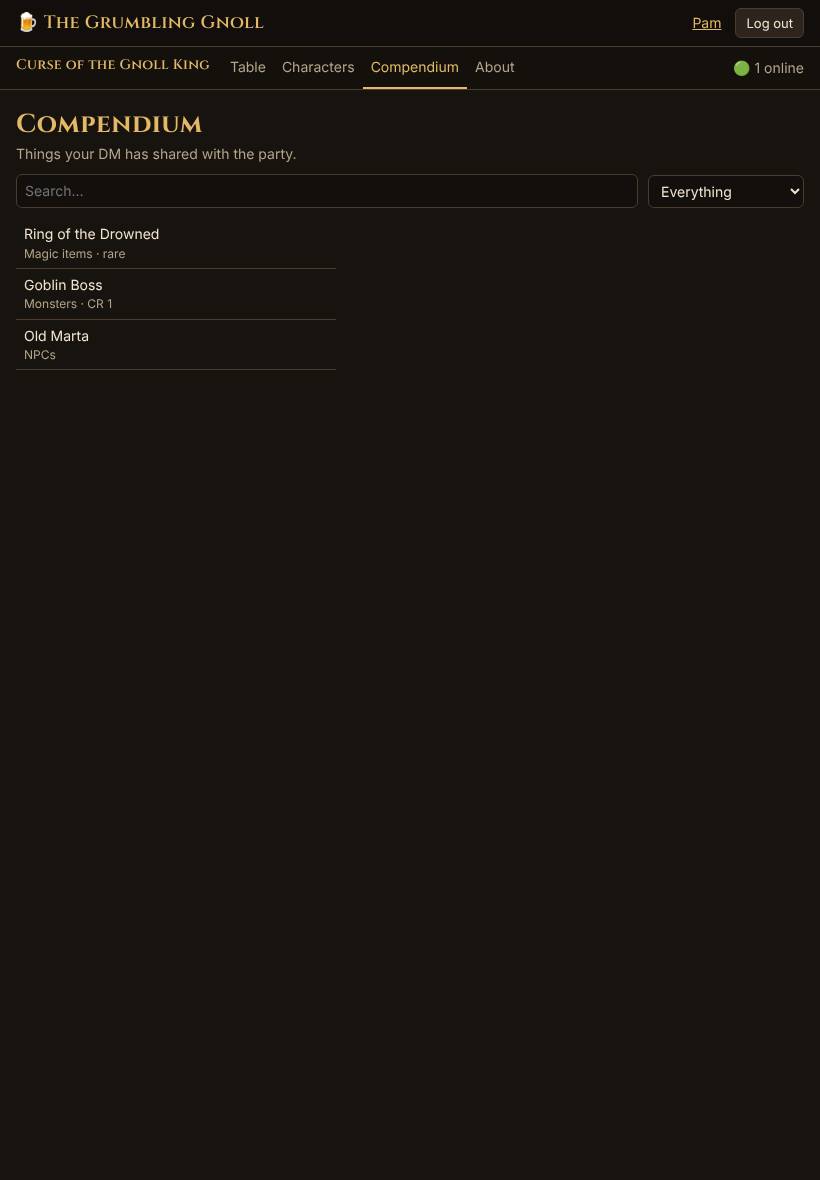 🍺 The Grumbling Gnoll
Pam
Log out
Curse of the Gnoll King
Table
Characters
Compendium
About
🟢 1 online
Compendium
Things your DM has shared with the party.
Search...
Everything
Ring of the Drowned
Magic items · rare
Goblin Boss
Monsters · CR 1
Old Marta
NPCs